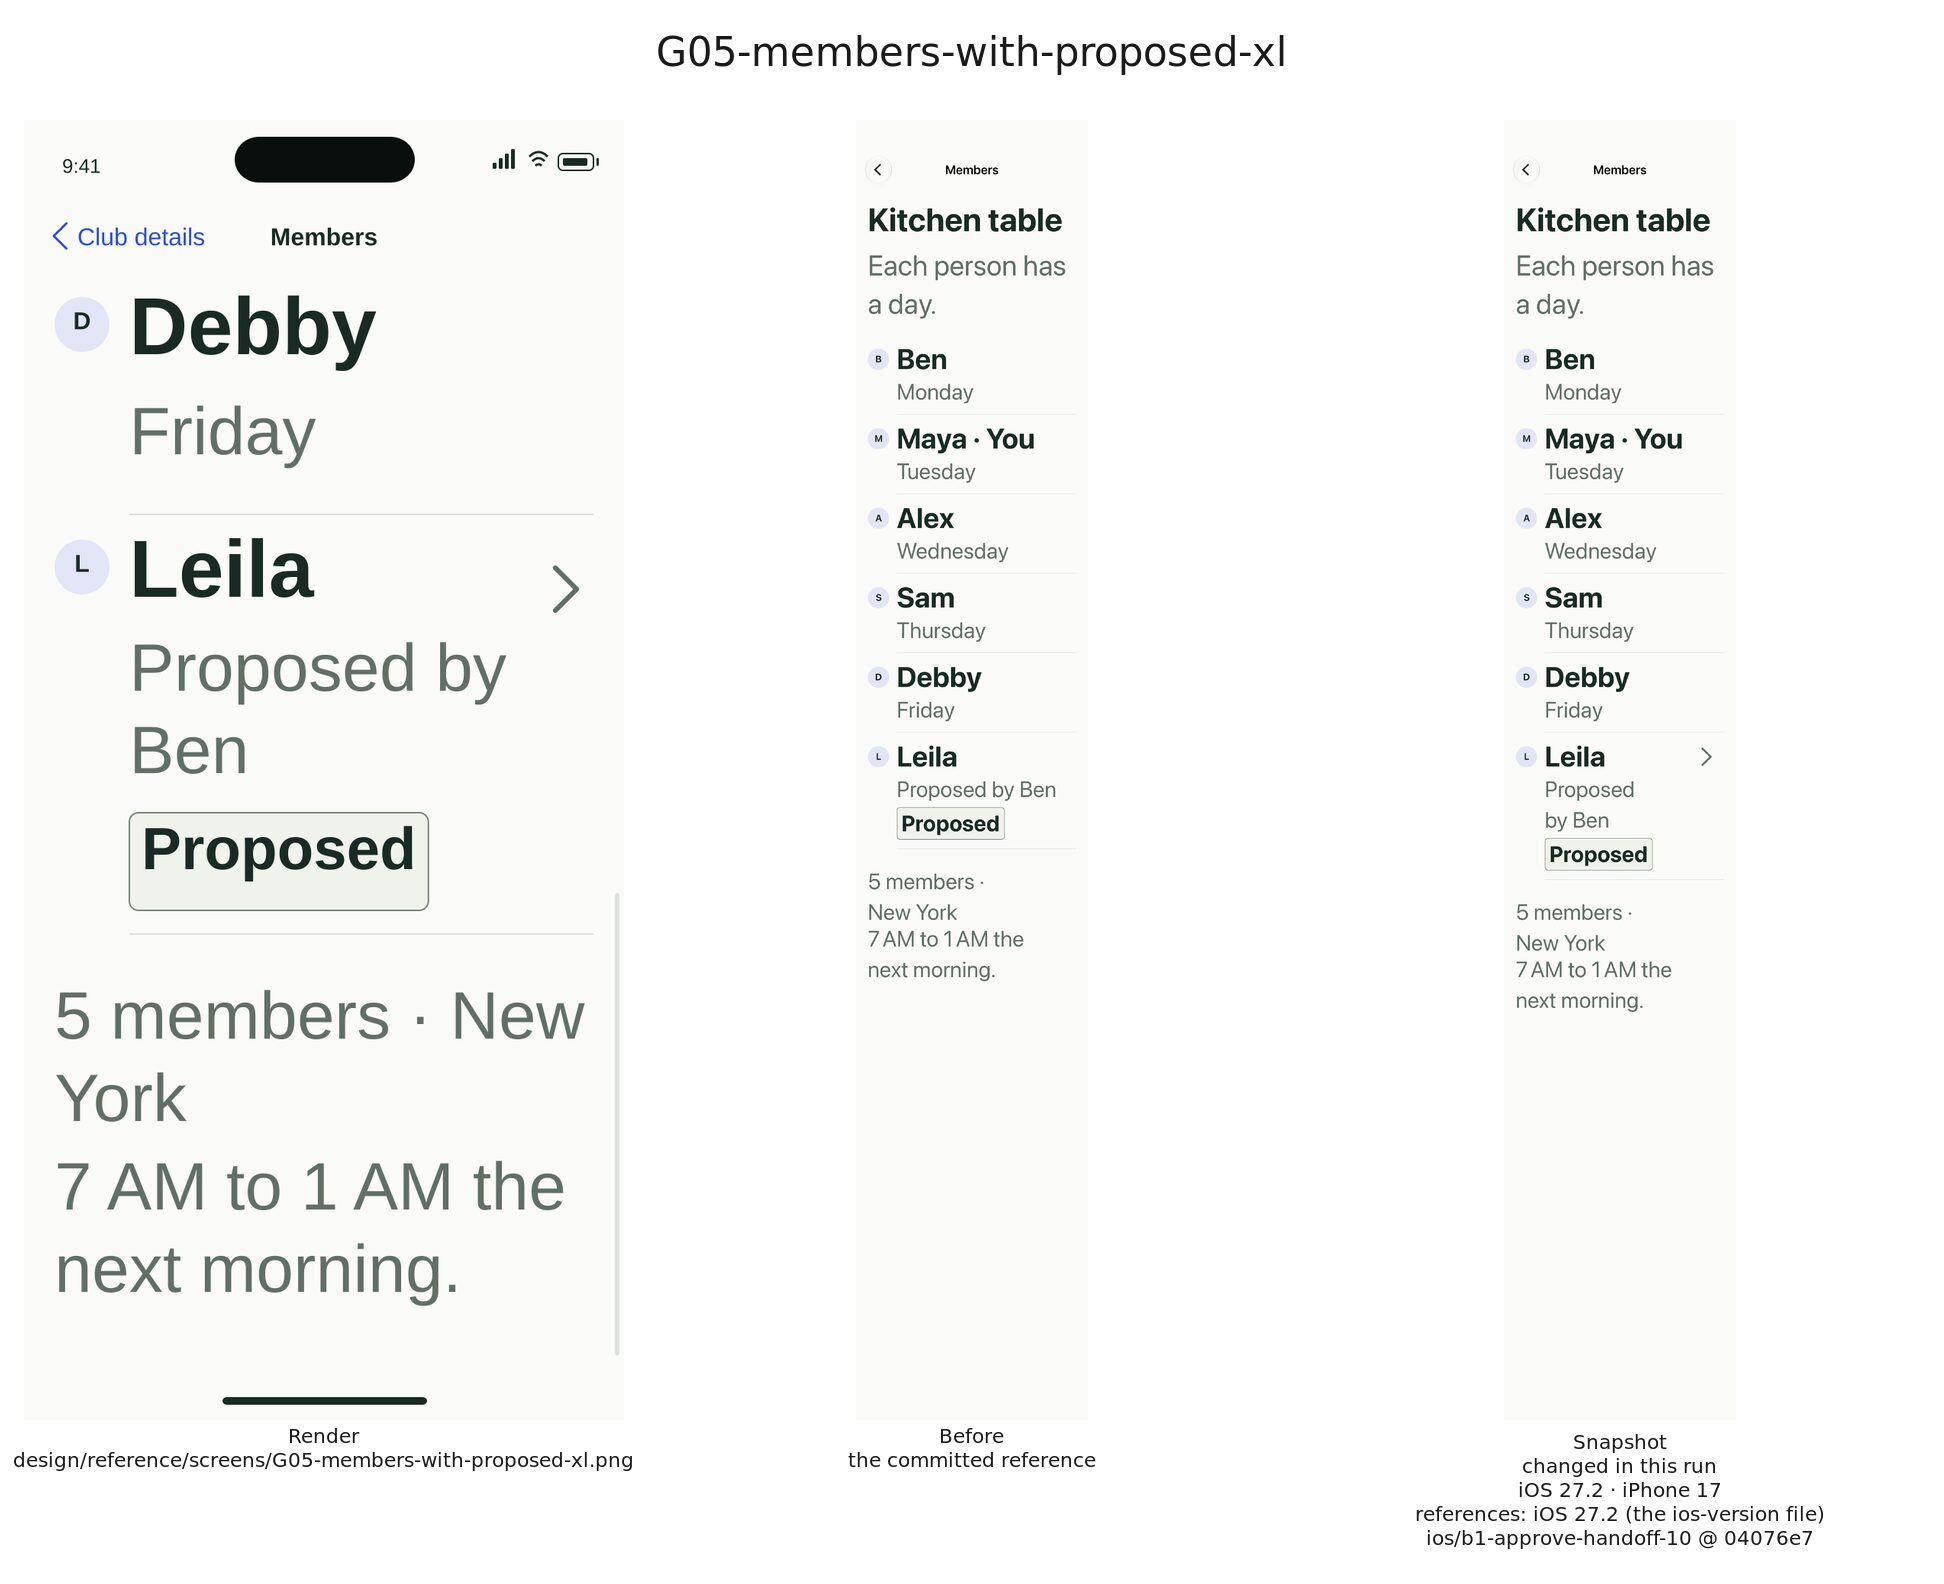 G05-members-with-proposed-xl
9:41
Club details
Members
D
Debby
Friday
L
Leila
Proposed by
Ben
Proposed
5 members · New
York
7 AM to 1 AM the
next morning.
Render
design/reference/screens/G05-members-with-proposed-xl.png
Members
Kitchen table
Each person has
a day.
B
Ben
Monday
M
Maya · You
Tuesday
A
Alex
Wednesday
S
Sam
Thursday
D
Debby
Friday
L
Leila
Proposed by Ben
Proposed
5 members ·
New York
7 AM to 1 AM the
next morning.
Before
the committed reference
Members
Kitchen table
Each person has
a day.
B
Ben
Monday
M
Maya · You
Tuesday
A
Alex
Wednesday
S
Sam
Thursday
D
Debby
Friday
L
Leila
Proposed
by Ben
Proposed
5 members ·
New York
7 AM to 1 AM the
next morning.
Snapshot
changed in this run
iOS 27.2 · iPhone 17
references: iOS 27.2 (the ios-version file)
ios/b1-approve-handoff-10 @ 04076e7